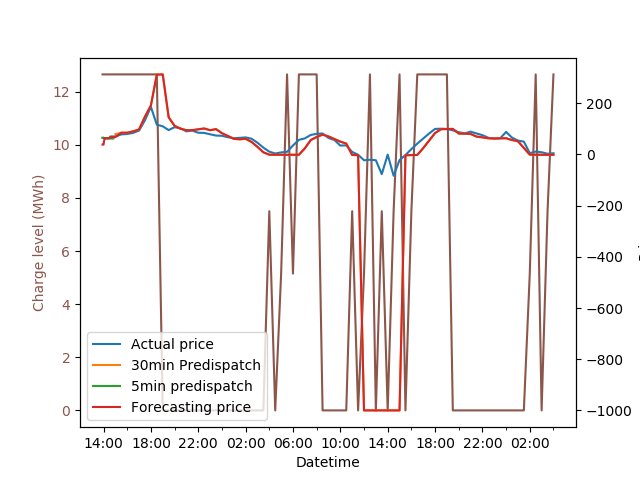 12
10
8
6
4
2
0
Charge level (MWh)
200
0
−200
−400
−600
−800
−1000
Actual price
30min Predispatch
5min predispatch
Forecasting price
14:00 18:00 22:00 02:00 06:00 10:00 14:00 18:00 22:00 02:00
Datetime